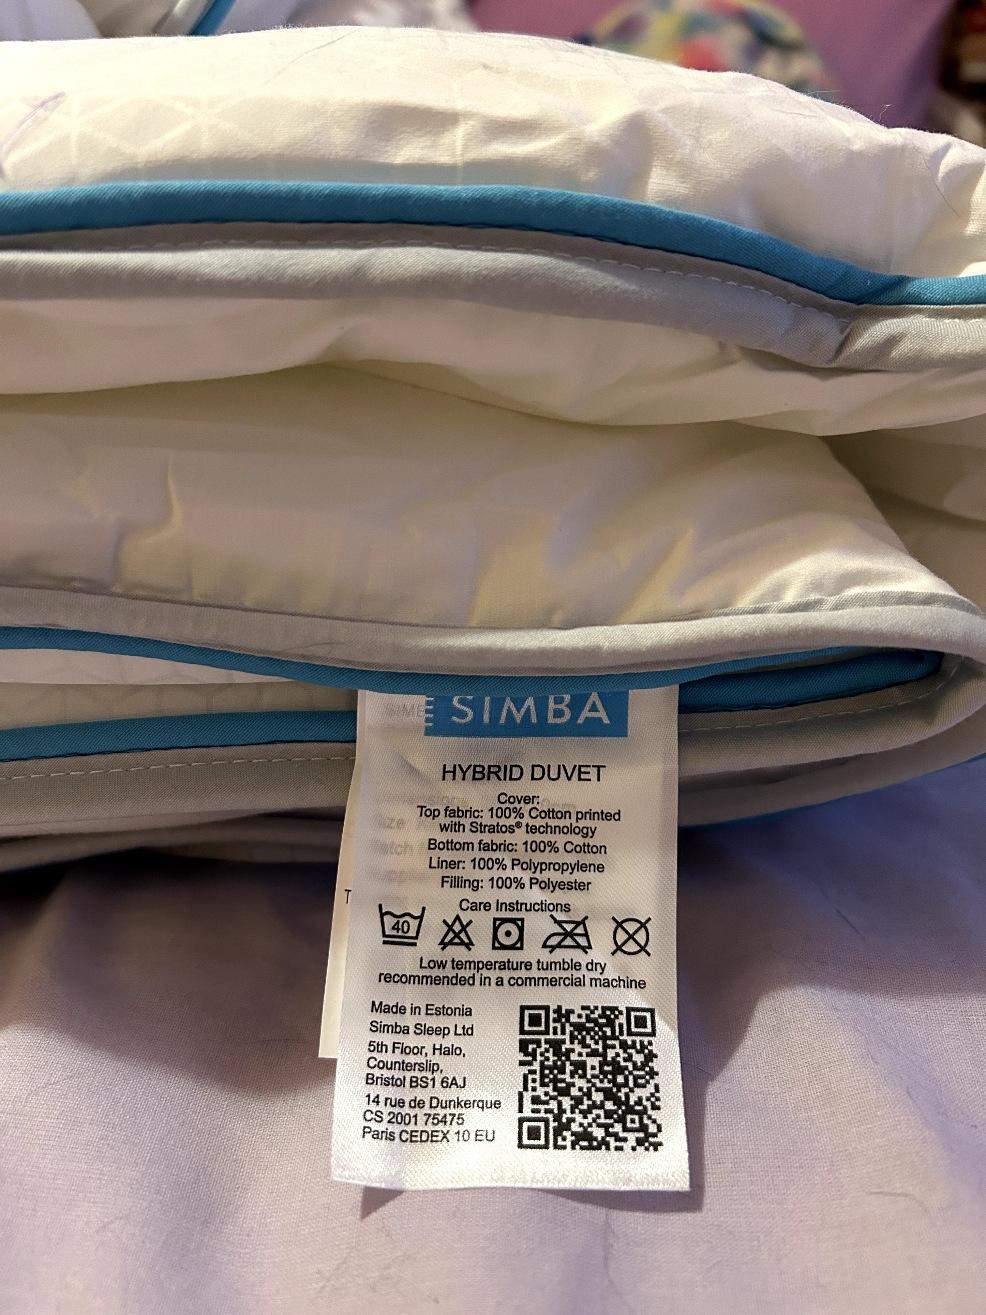 SIMBA
HYBRID DUVET
Cover:
Top fabric: 100% Cotton printed
with Stratos® technology
Bottom fabric: 100% Cotton
Liner: 100% Polypropylene
Filling: 100% Polyester
Care Instructions
40
Low temperature tumble dry
recommended in a commercial machine
Made in Estonia
Simba Sleep Ltd
5th Floor, Halo,
Counterslip,
Bristol BS1 6AJ
14 rue de Dunkerque
CS 2001 75475
Paris CEDEX 10 EU